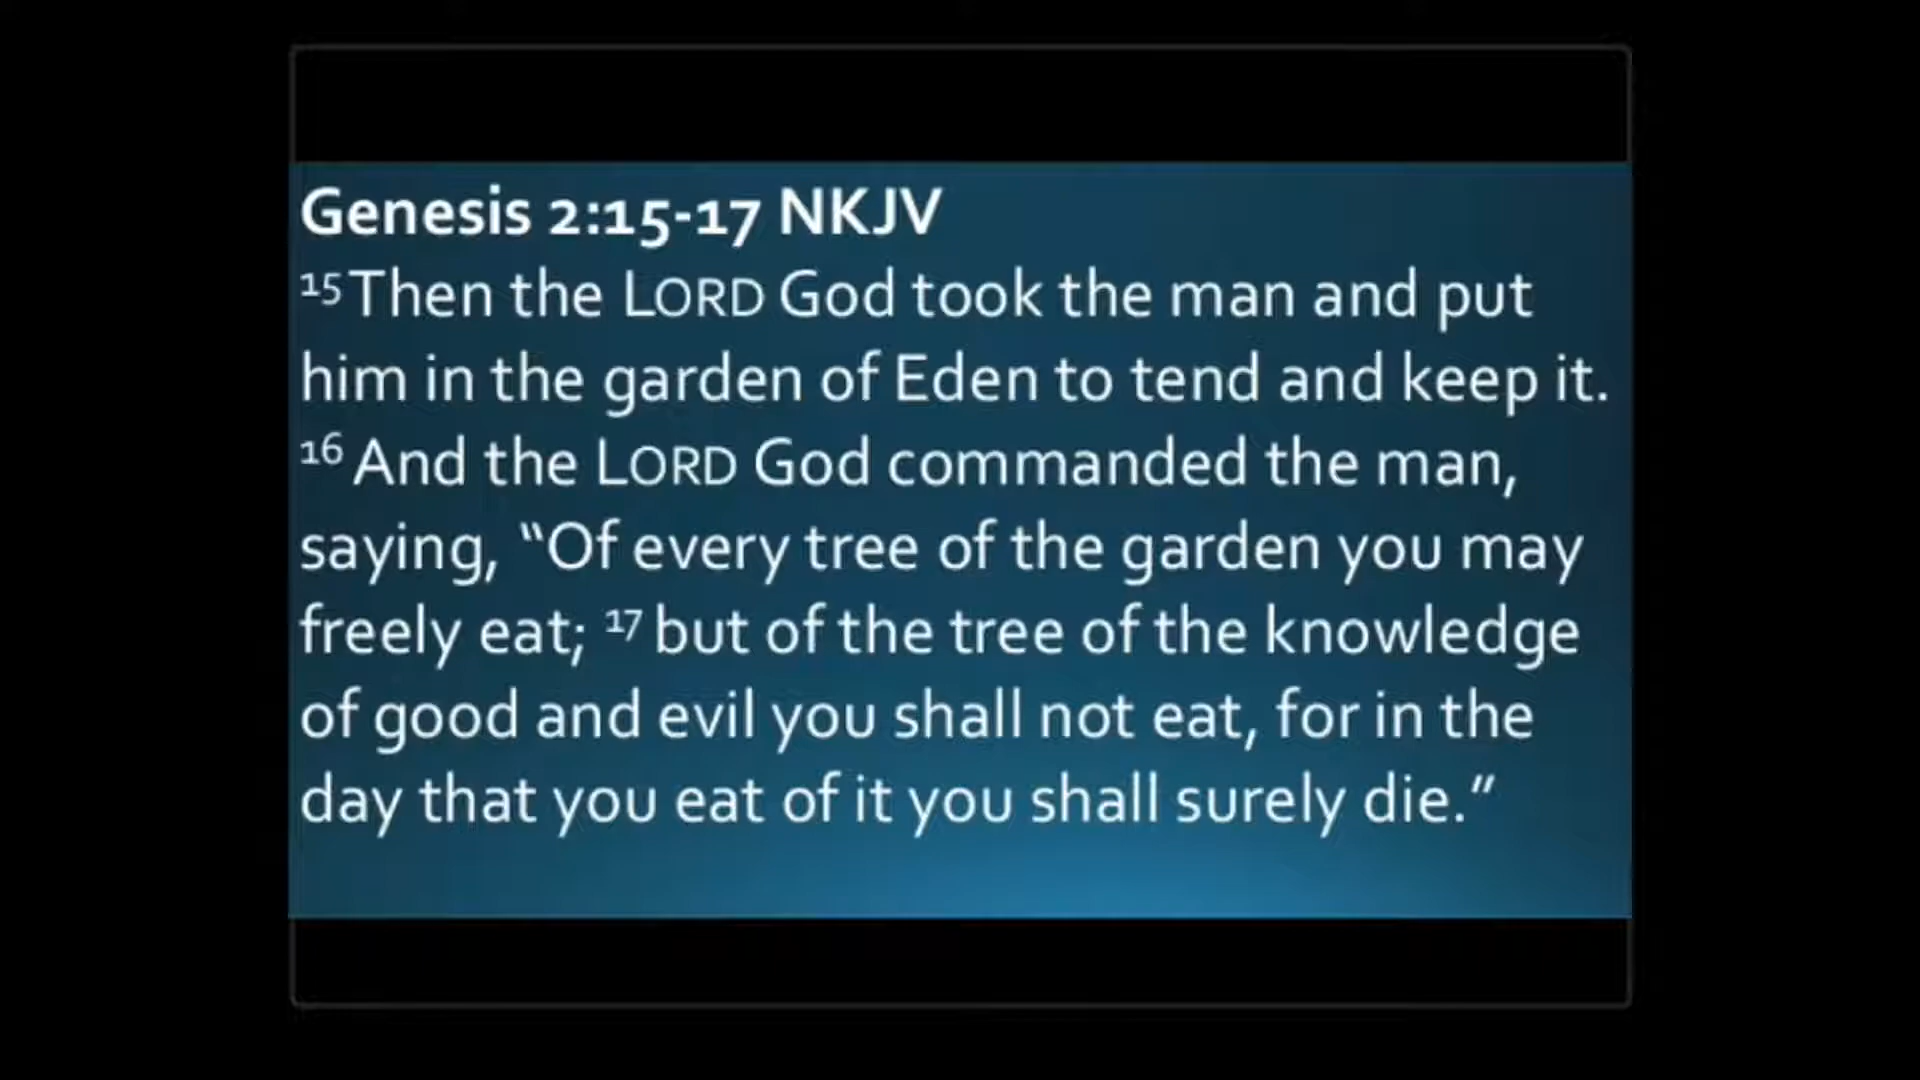 Genesis 2:15-17 NKJV
15 Then the LORD God took the man and put
him in the garden of Eden to tend and keep it.
16 And the LORD God commanded the man,
saying, “Of every tree of the garden you may
freely eat; 17 but of the tree of the knowledge
of good and evil you shall not eat, for in the
day that you eat of it you shall surely die.”